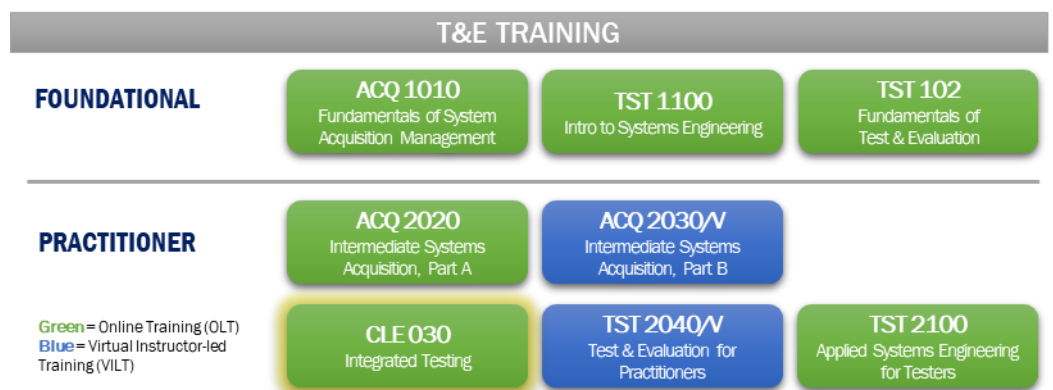 T&E TRAINING
FOUNDATIONAL
ACQ 1010
Fundamentals of System
Acquisition Management
TST 1100
Intro to Systems Engineering
TST 102
Fundamentals of
Test & Evaluation
PRACTITIONER
ACQ 2020
Intermediate Systems
Acquisition, Part A
ACQ 2030/V
Intermediate Systems
Acquisition, Part B
Green = Online Training (OLT)
Blue = Virtual Instructor-led
Training (VILT)
CLE 030
Integrated Testing
TST 2040/V
Test & Evaluation for
Practitioners
TST 2100
Applied Systems Engineering
for Testers